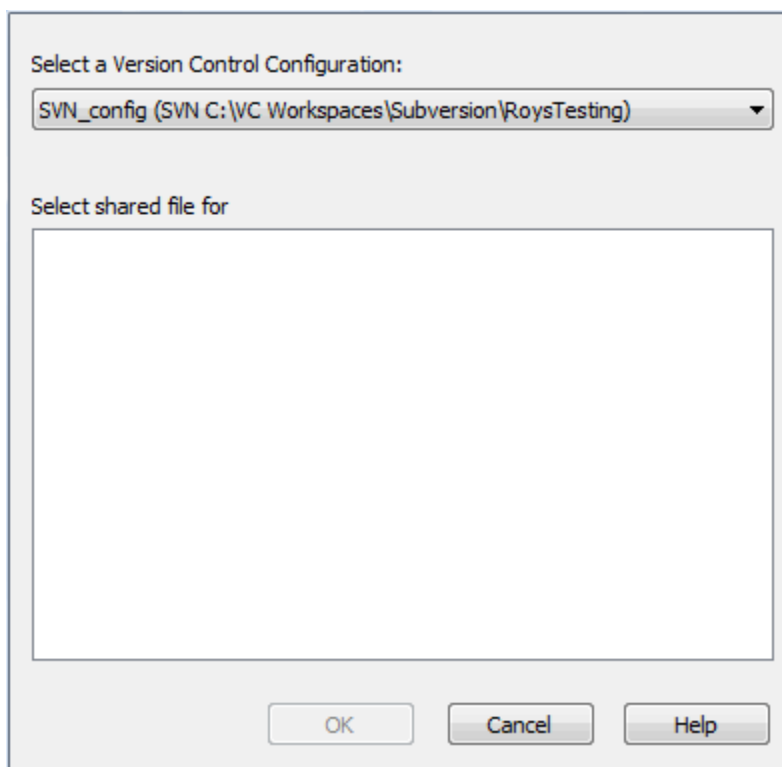 Select a Version Control Configuration:
SVN_config (SVN C:\VC Workspaces\Subversion\RoysTesting)
Select shared file for
OK Cancel Help